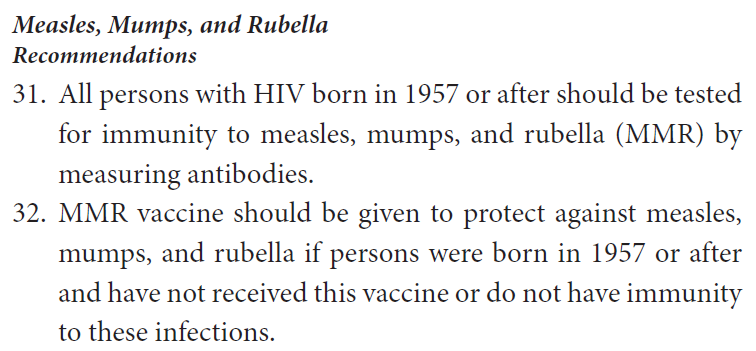 Measles, Mumps, and Rubella
Recommendations
31. All persons with HIV born in 1957 or after should be tested
for immunity to measles, mumps, and rubella (MMR) by
measuring antibodies.
32. MMR vaccine should be given to protect against measles,
mumps, and rubella if persons were born in 1957 or after
and have not received this vaccine or do not have immunity
to these infections.